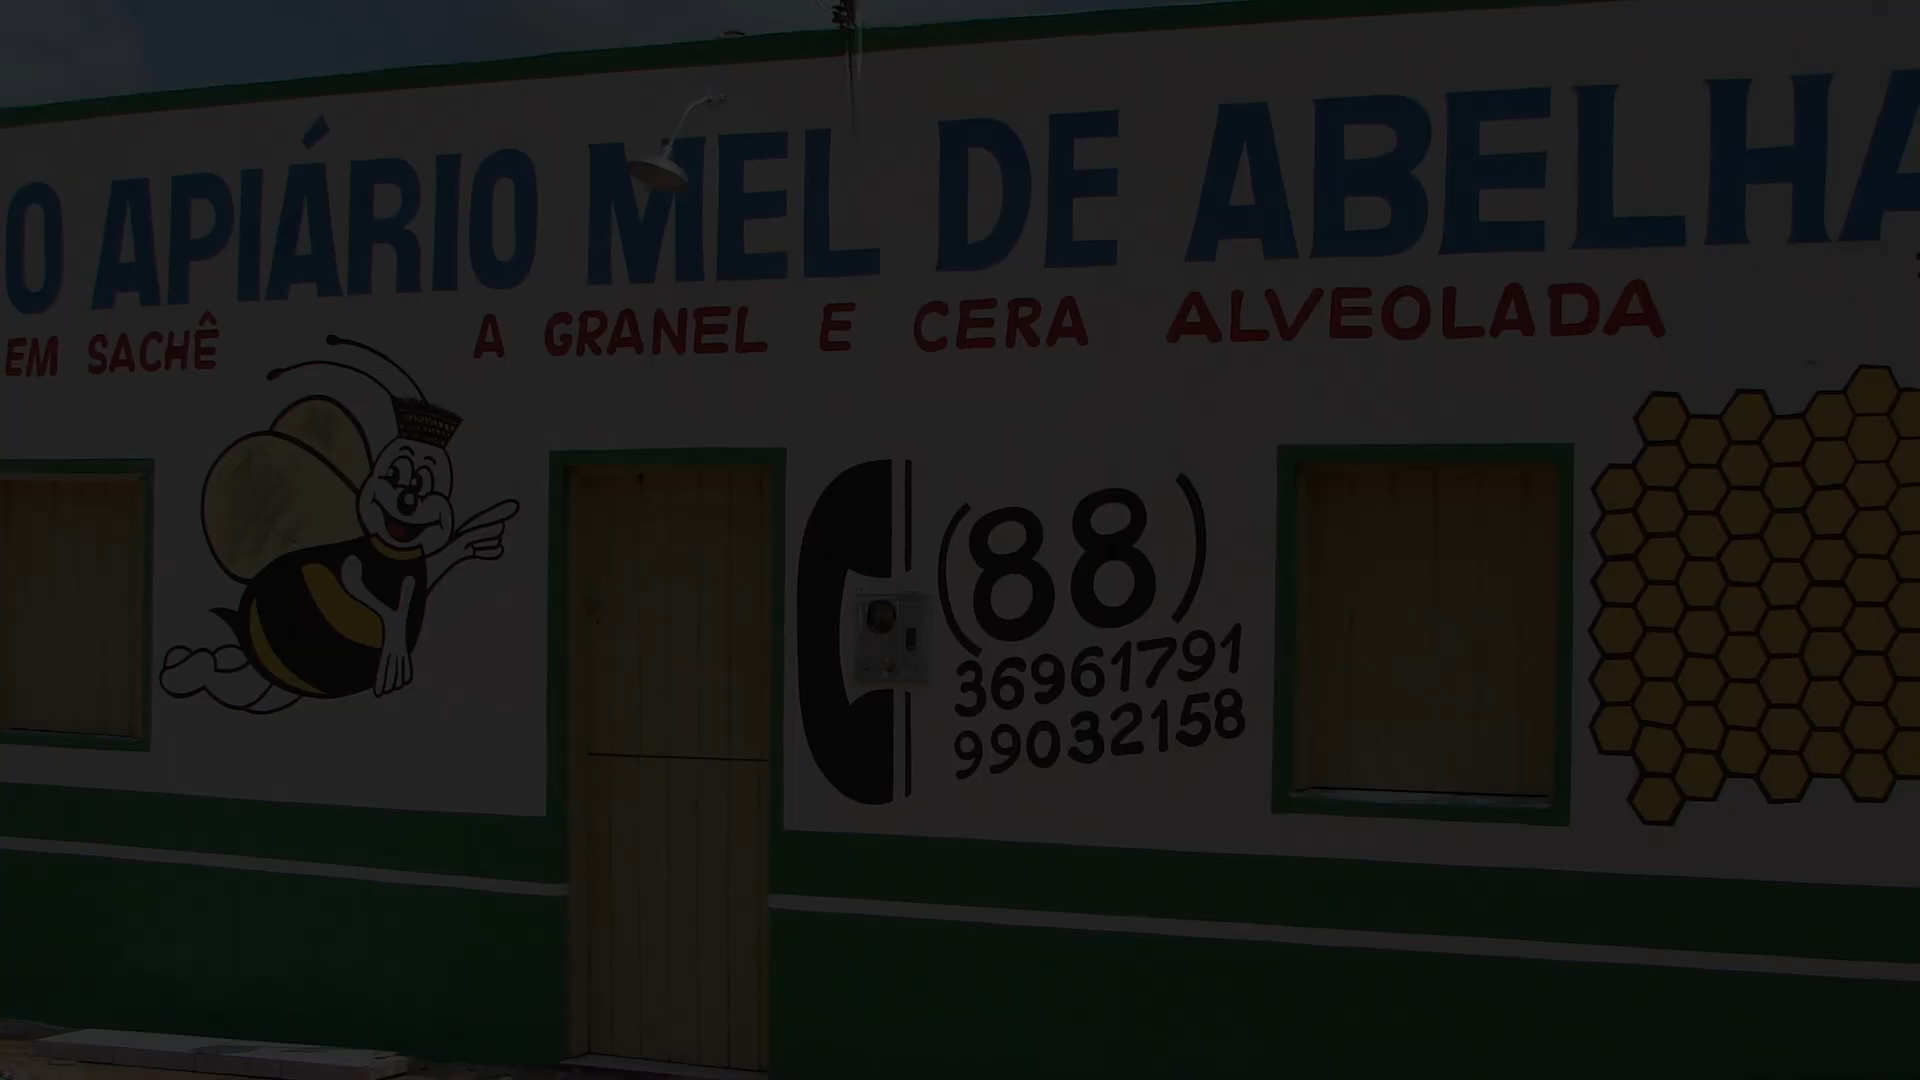 O APIÁRIO MEL DE ABELHA
EM SACHÊ A GRANEL E CERA ALVEOLADA
(88)
36961791
99032158